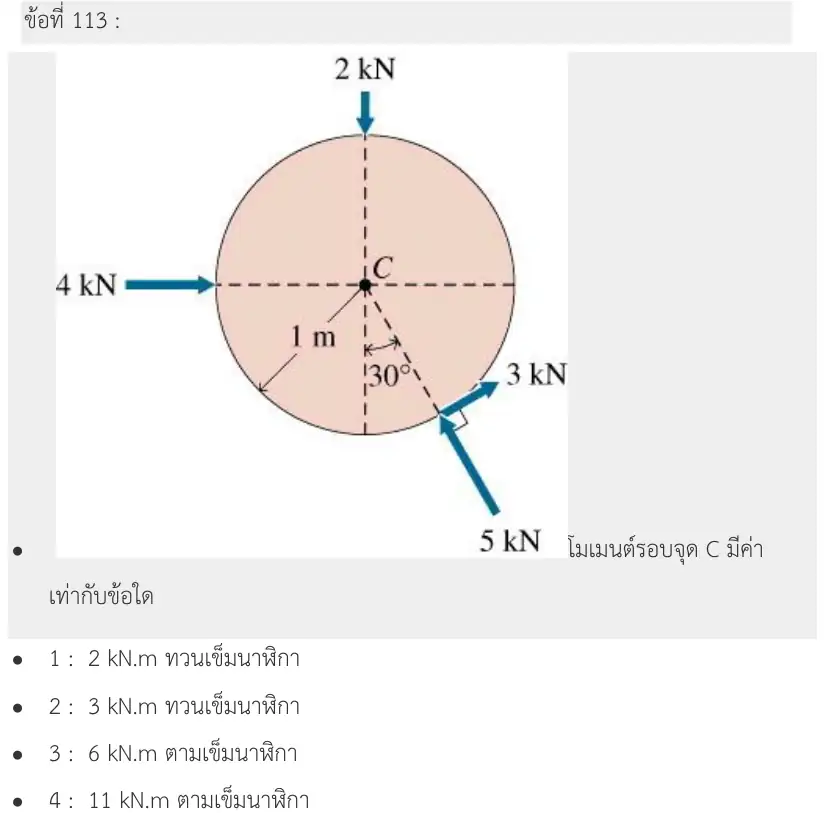 ข้อที่ 113 :
2 kN
4 kN
C
1 m
30°
3 kN
5 kN
โมเมนต์รอบจุด C มีค่า
เท่ากับข้อใด
1 : 2 kN.m ทวนเข็มนาฬิกา
2 : 3 kN.m ทวนเข็มนาฬิกา
3 : 6 kN.m ตามเข็มนาฬิกา
4 : 11 kN.m ตามเข็มนาฬิกา